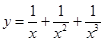 y = 1/x + 1/x² + 1/x³